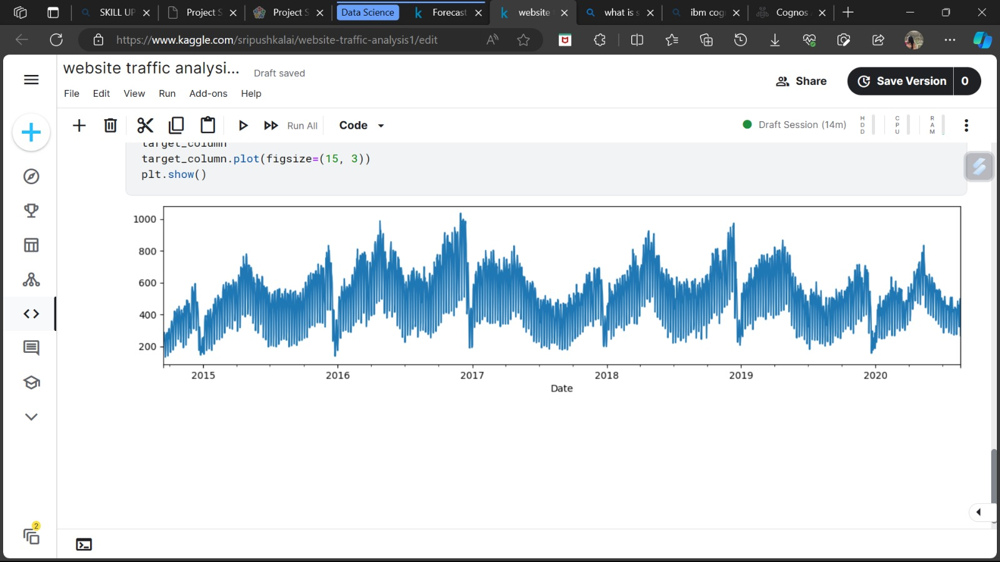 SKILL UP
Project S
Project S
Data Science
Forecast
website
what is s
ibm cog
Cognos
https://www.kaggle.com/sripushkalai/website-traffic-analysis1/edit
website traffic analysi...
Draft saved
Share
Save Version
0
File Edit View Run Add-ons Help
Run All
Code
Draft Session (14m)
HDD
CPU
RAM
target_column
target_column.plot(figsize=(15, 3))
plt.show()
1000
800
600
400
200
2015 2016 2017 2018 2019 2020
Date
2